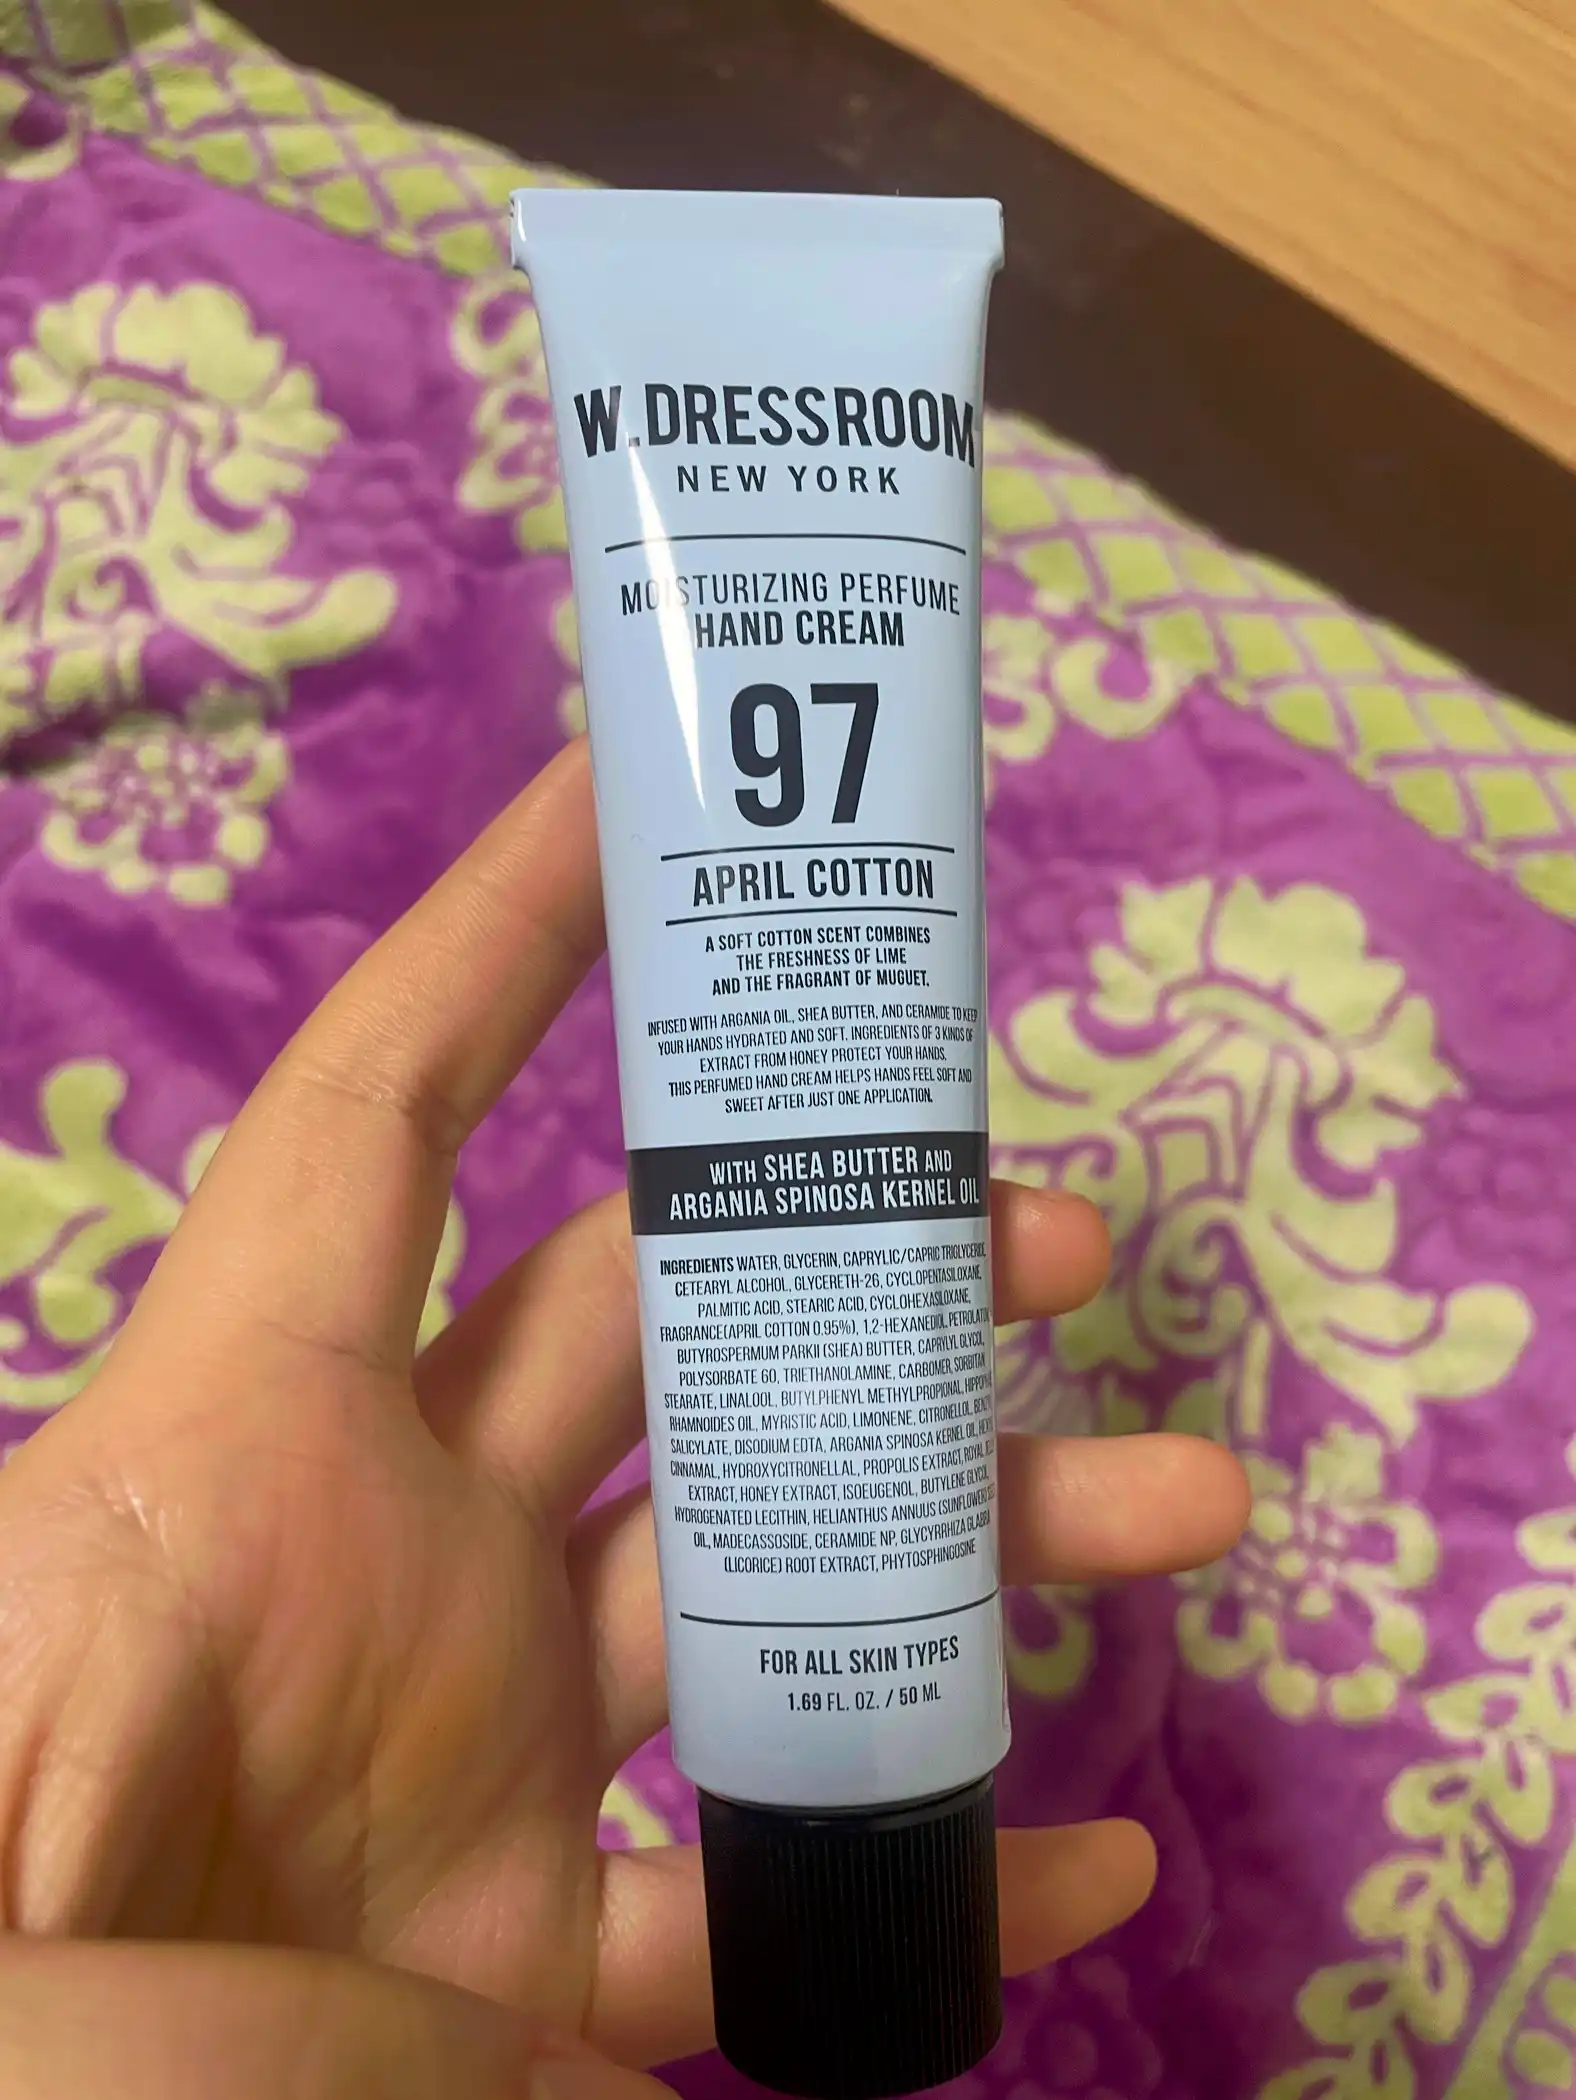 W.DRESSROOM
NEW YORK
MOISTURIZING PERFUME
HAND CREAM
97
APRIL COTTON
A SOFT COTTON SCENT COMBINES
THE FRESHNESS OF LIME
AND THE FRAGRANT OF MUGUET.
INFUSED WITH ARGANIA OIL, SHEA BUTTER, AND CERAMIDE TO KEEP
YOUR HANDS HYDRATED AND SOFT. INGREDIENTS OF 3 KINDS OF
EXTRACT FROM HONEY PROTECT YOUR HANDS.
THIS PERFUMED HAND CREAM HELPS HANDS FEEL SOFT AND
SWEET AFTER JUST ONE APPLICATION.
WITH SHEA BUTTER AND
ARGANIA SPINOSA KERNEL OIL
INGREDIENTS WATER, GLYCERIN, CAPRYLIC/CAPRIC TRIGLYCERIDE,
CETEARYL ALCOHOL, GLYCERETH-26, CYCLOPENTASILOXANE,
PALMITIC ACID, STEARIC ACID, CYCLOHEXASILOXANE,
FRAGRANCE(APRIL COTTON 0.95%), 1,2-HEXANEDIOL,
BUTYROSPERMUM PARKII (SHEA) BUTTER, CAPRYLYL GLYCOL,
POLYSORBATE 60, TRIETHANOLAMINE, CARBOMER, SORBITAN
STEARATE, LINALOOL, BUTYLPHENYL METHYLPROPIONAL,
RHAMNOIDES OIL, MYRISTIC ACID, LIMONENE, CITRONELLOL,
SALICYLATE, DISODIUM EDTA, ARGANIA SPINOSA KERNEL OIL,
CINNAMAL, HYDROXYCITRONELLAL, PROPOLIS EXTRACT, ROYAL
EXTRACT, HONEY EXTRACT, ISOEUGENOL, BUTYLENE GLYCOL,
HYDROGENATED LECITHIN, HELIANTHUS ANNUUS (SUNFLOWER)
OIL, MADECASSOSIDE, CERAMIDE NP, GLYCYRRHIZA GLABRA
(LICORICE) ROOT EXTRACT, PHYTOSPHINGOSINE
FOR ALL SKIN TYPES
1.69 FL. OZ. / 50 ML